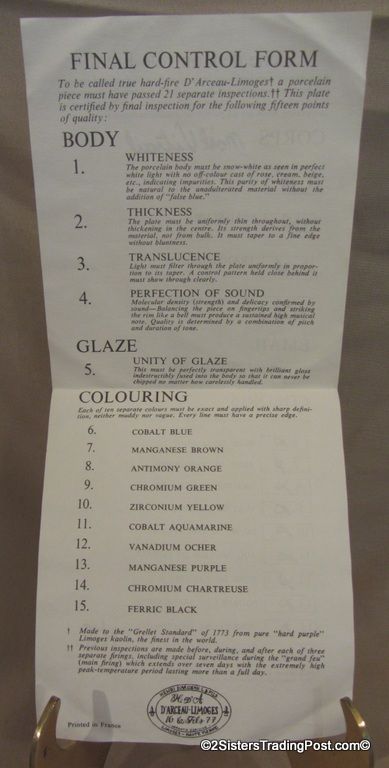 FINAL CONTROL FORM
To be called true hard-fire D'Arceau-Limoges† a porcelain
piece must have passed 21 separate inspections.†† This plate
is certified by final inspection for the following fifteen points
of quality:
BODY
1. WHITENESS
The porcelain body must be snow-white as seen in perfect
white light with no off-colour cast of rose, cream, beige,
etc., indicating impurities. This purity of whiteness must
be natural to the unadulterated material without the
addition of "false blue."
2. THICKNESS
The plate must be uniformly thin throughout, without
thickening in the centre. Its strength derives from the
material, not from bulk. It must taper to a fine edge
without bluntness.
3. TRANSLUCENCE
Light must filter through the plate uniformly in propor-
tion to its taper. A control pattern held close behind it
must show through clearly.
4. PERFECTION OF SOUND
Molecular density (strength) and delicacy confirmed by
sound—Balancing the piece on fingertips and striking
the rim like a bell must produce a sustained high musical
note. Quality is determined by a combination of pitch
and duration of tone.
GLAZE
5. UNITY OF GLAZE
This must be perfectly transparent with brilliant gloss
indestructibly fused into the body so that it can never be
chipped no matter how carelessly handled.
COLOURING
Each of ten separate colours must be exact and applied with sharp defini-
tion, neither muddy nor vague. Every line must have a precise edge.
6. COBALT BLUE
7. MANGANESE BROWN
8. ANTIMONY ORANGE
9. CHROMIUM GREEN
10. ZIRCONIUM YELLOW
11. COBALT AQUAMARINE
12. VANADIUM OCHER
13. MANGANESE PURPLE
14. CHROMIUM CHARTREUSE
15. FERRIC BLACK
† Made to the "Grellet Standard" of 1773 from pure "hard purple"
Limoges kaolin, the finest in the world.
†† Previous inspections are made before, during, and after each of three
separate firings, including special surveillance during the "grand feu"
(main firing) which extends over seven days with the extremely high
peak-temperature period lasting more than a full day.
D'ARCEAU-LIMOGES
Printed in France
©2SistersTradingPost.com